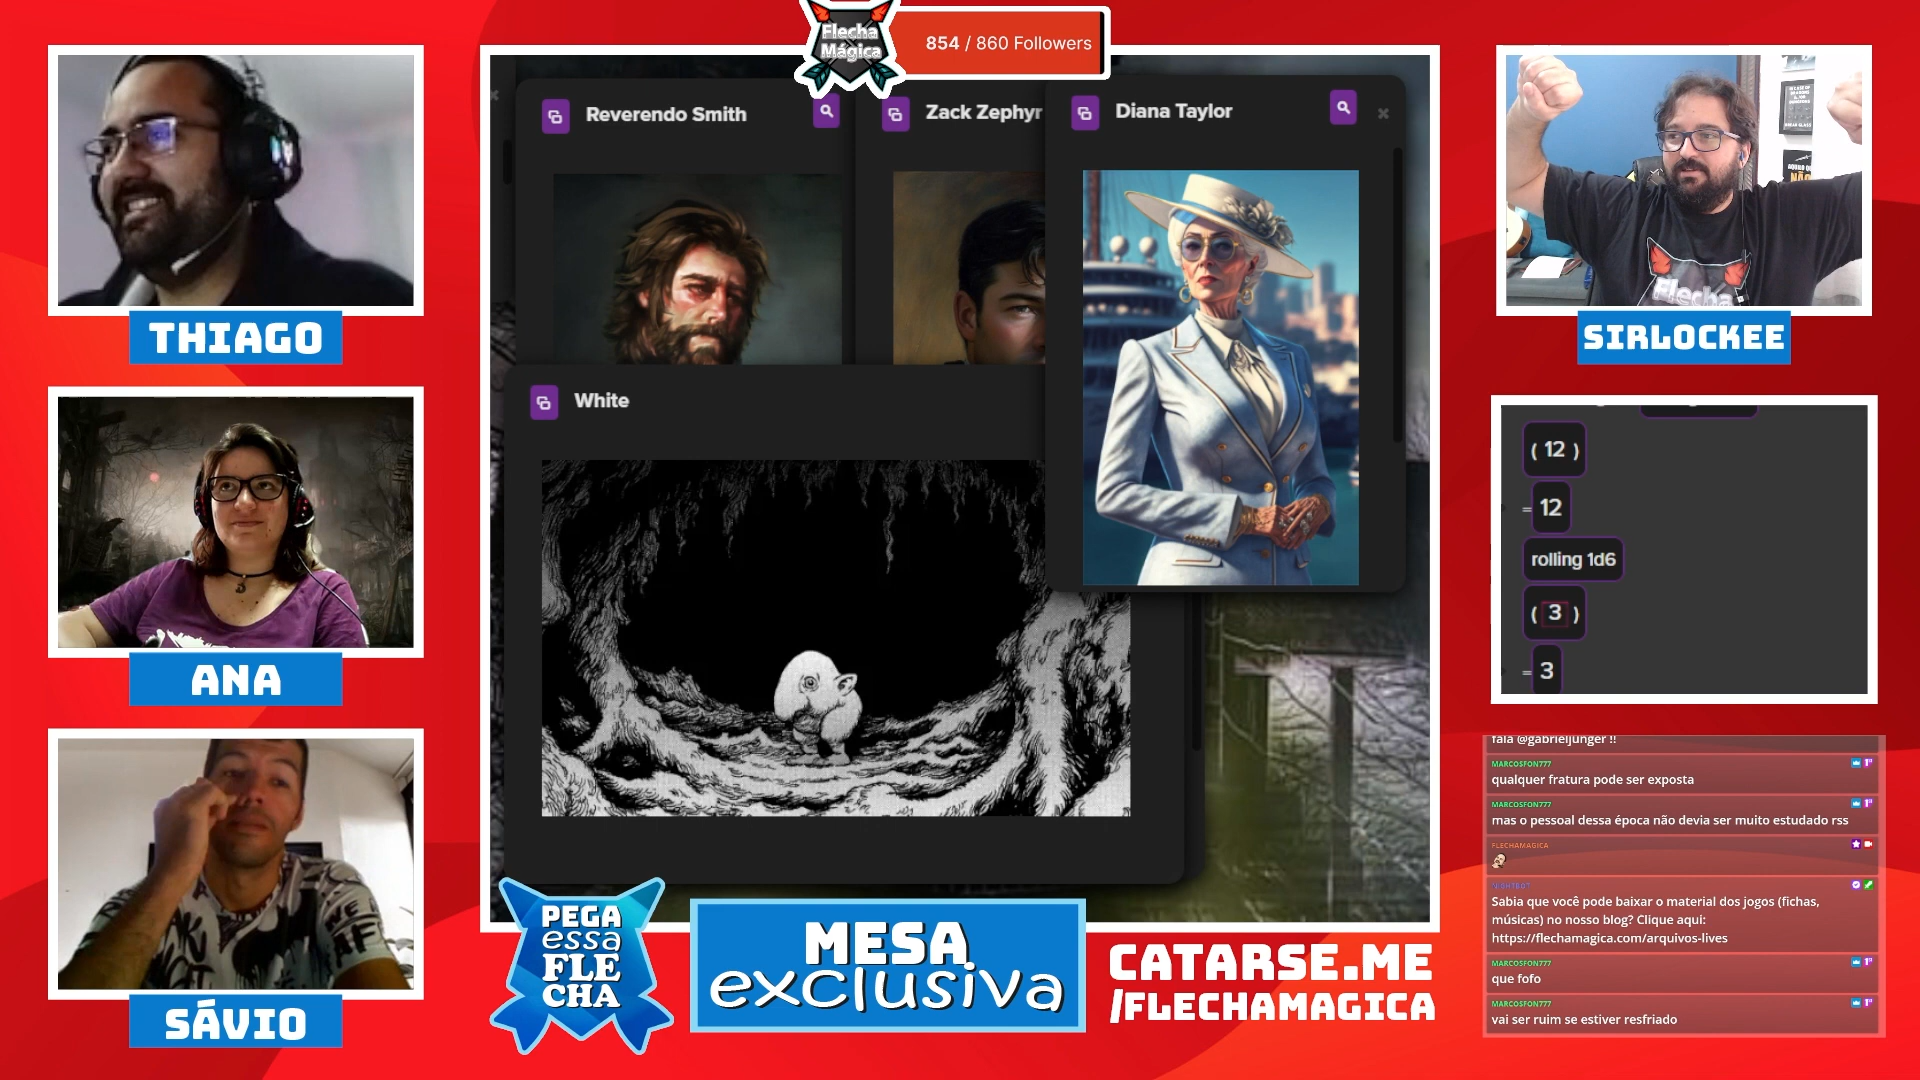 Flecha
Mágica
854 / 860 Followers
THIAGO
ANA
SÁVIO
Reverendo Smith
Zack Zephyr
Diana Taylor
White
SIRLOCKEE
Flecha
( 12 )
= 12
rolling 1d6
( 3 )
= 3
fala @gabrieljunger !!
MARCOSFON777
qualquer fratura pode ser exposta
MARCOSFON777
mas o pessoal dessa época não devia ser muito estudado rss
FLECHAMAGICA
Sabia que você pode baixar o material dos jogos (fichas,
músicas) no nosso blog? Clique aqui:
https://flechamagica.com/arquivos-lives
MARCOSFON777
que fofo
MARCOSFON777
vai ser ruim se estiver resfriado
PEGA
essa
FLE
CHA
MESA
exclusiva
CATARSE.ME
/FLECHAMAGICA